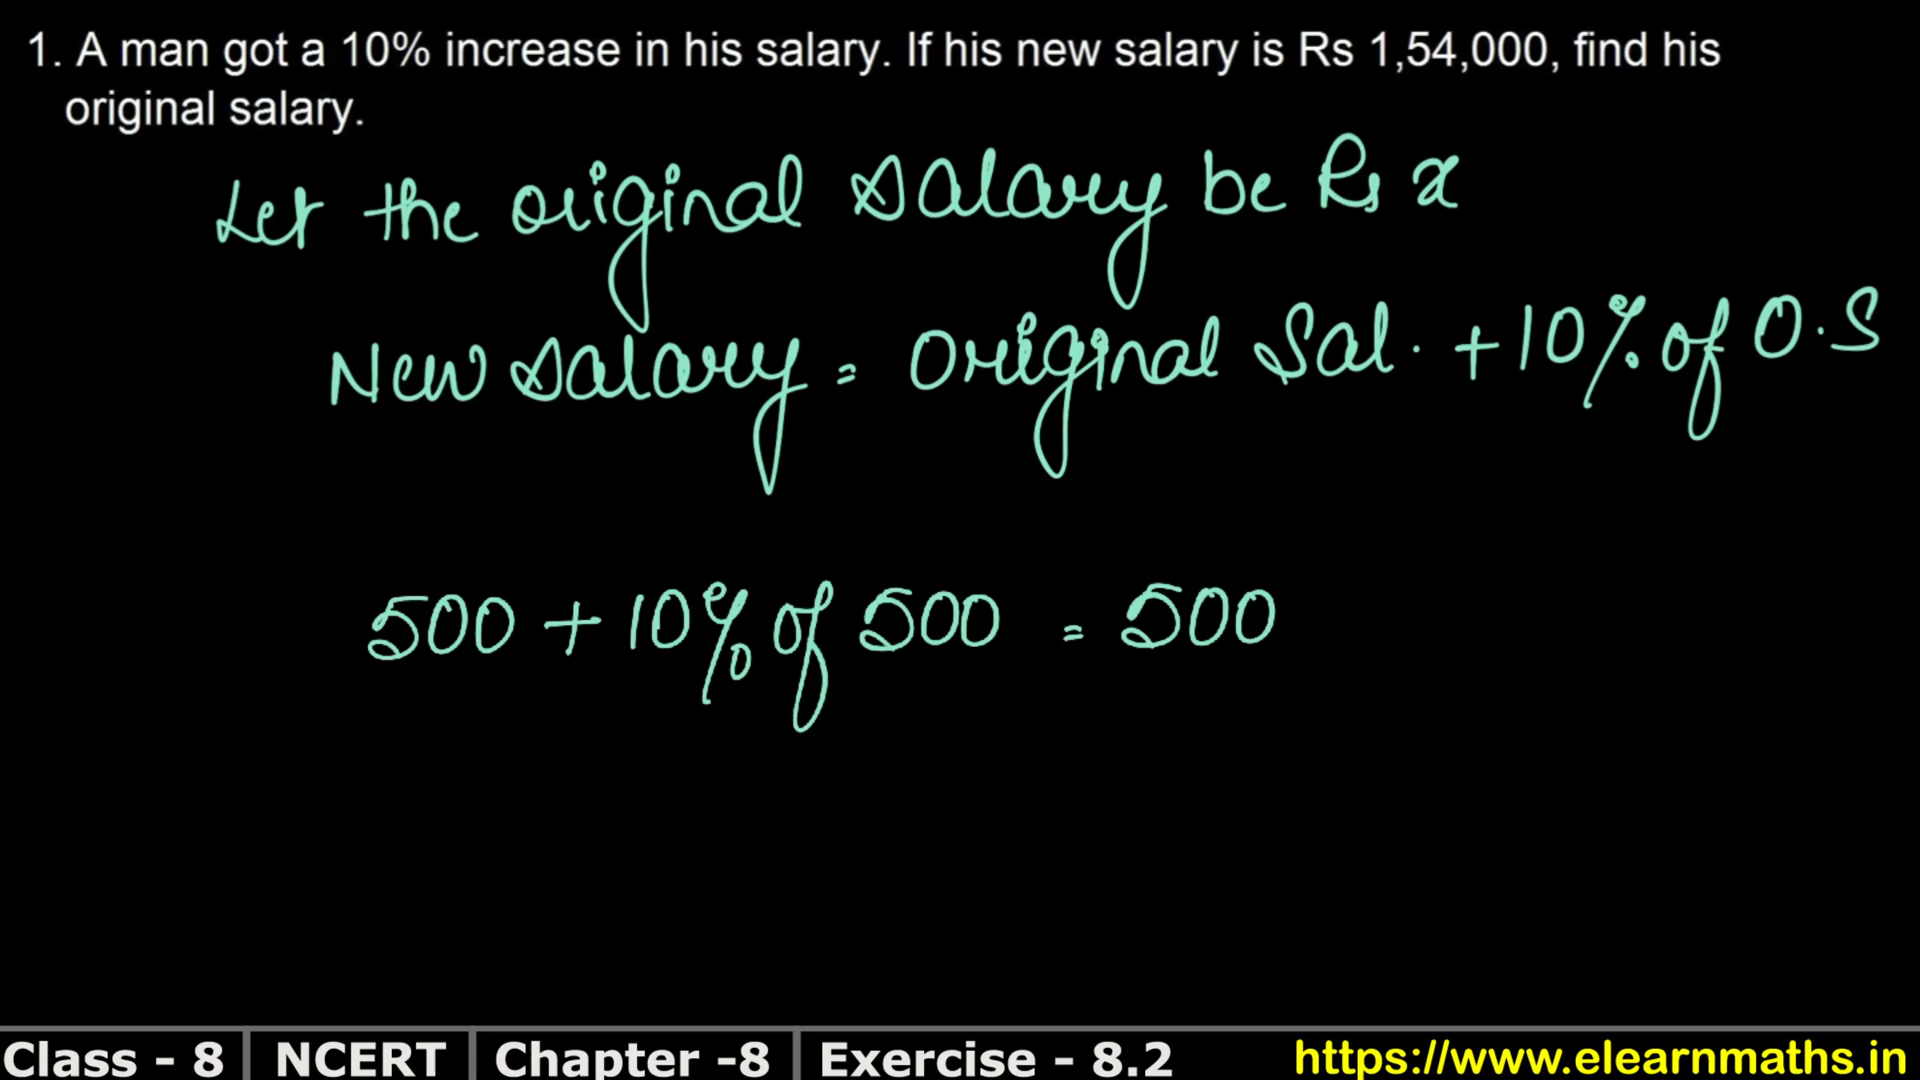 1. A man got a 10% increase in his salary. If his new salary is Rs 1,54,000, find his
original salary.
Let the original salary be Rs x
New salary = original Sal. + 10% of O.S
500 + 10% of 500 = 500
Class - 8 NCERT Chapter -8 Exercise - 8.2 https://www.elearnmaths.in